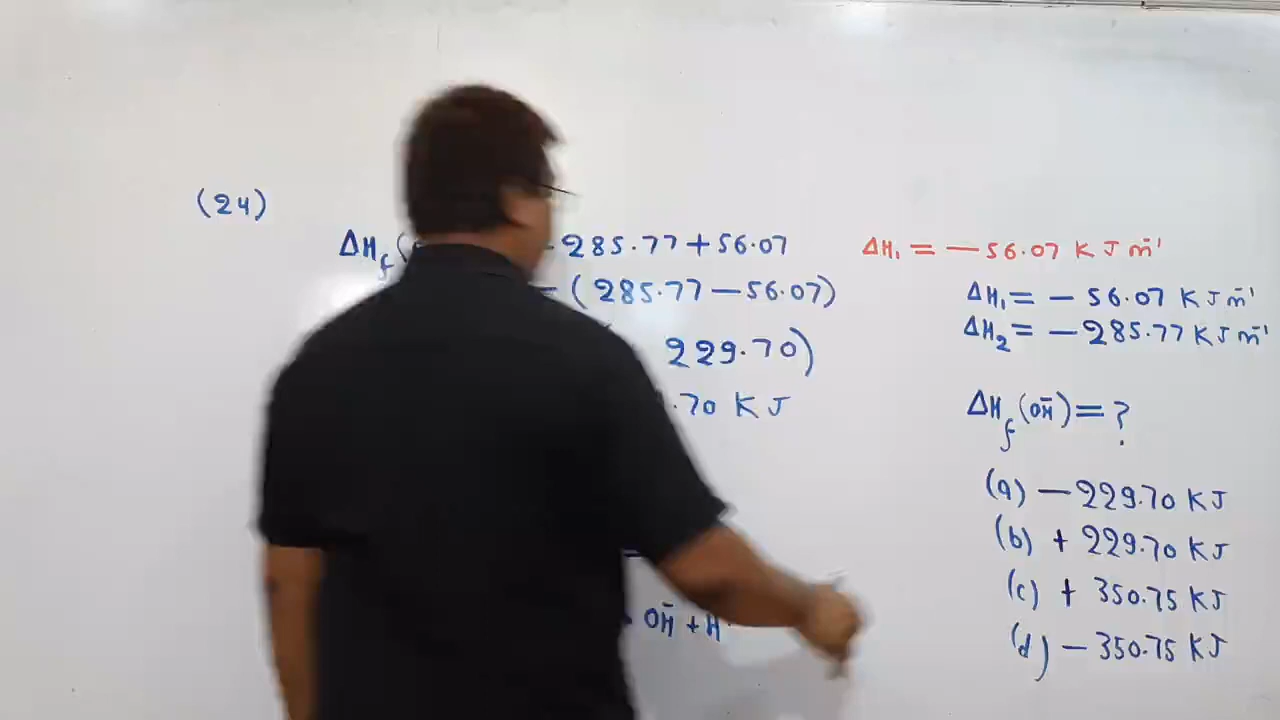 (24)
ΔH_f( - 285.77 + 56.07
= - (285.77 - 56.07)
229.70)
.70 KJ
OH̄ + H
ΔH₁ = - 56.07 KJ m̄¹
ΔH₁ = - 56.07 KJ m̄¹
ΔH₂ = - 285.77 KJ m̄¹
ΔH_f(OH̄) = ?
(a) - 229.70 KJ
(b) + 229.70 KJ
(c) + 350.75 KJ
(d) - 350.75 KJ